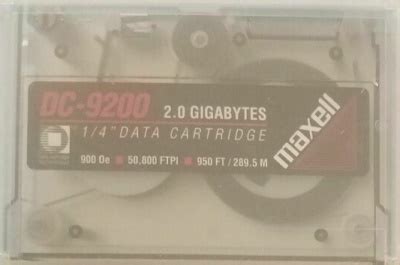 DC-9200 2.0 GIGABYTES
1/4" DATA CARTRIDGE
900 Oe ■ 50,800 FTPI ■ 950 FT / 289.5 M
maxell